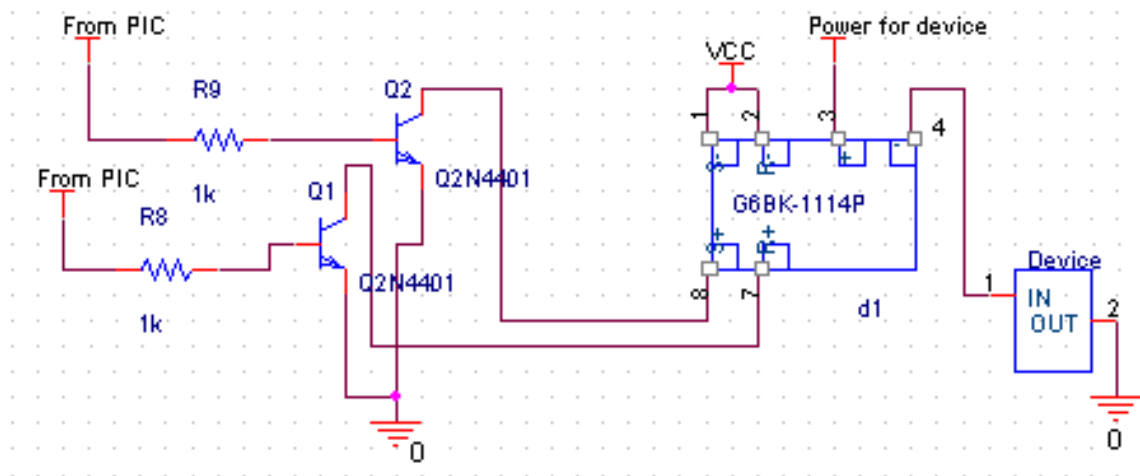 From PIC
Power for device
VCC
R9
Q2
1
2
3
4
S-
R-
+
-
1k
Q2N4401
From PIC
R8
Q1
G6BK-1114P
S+
R+
Q2N4401
1k
8
7
d1
Device
1
IN
OUT
2
0
0